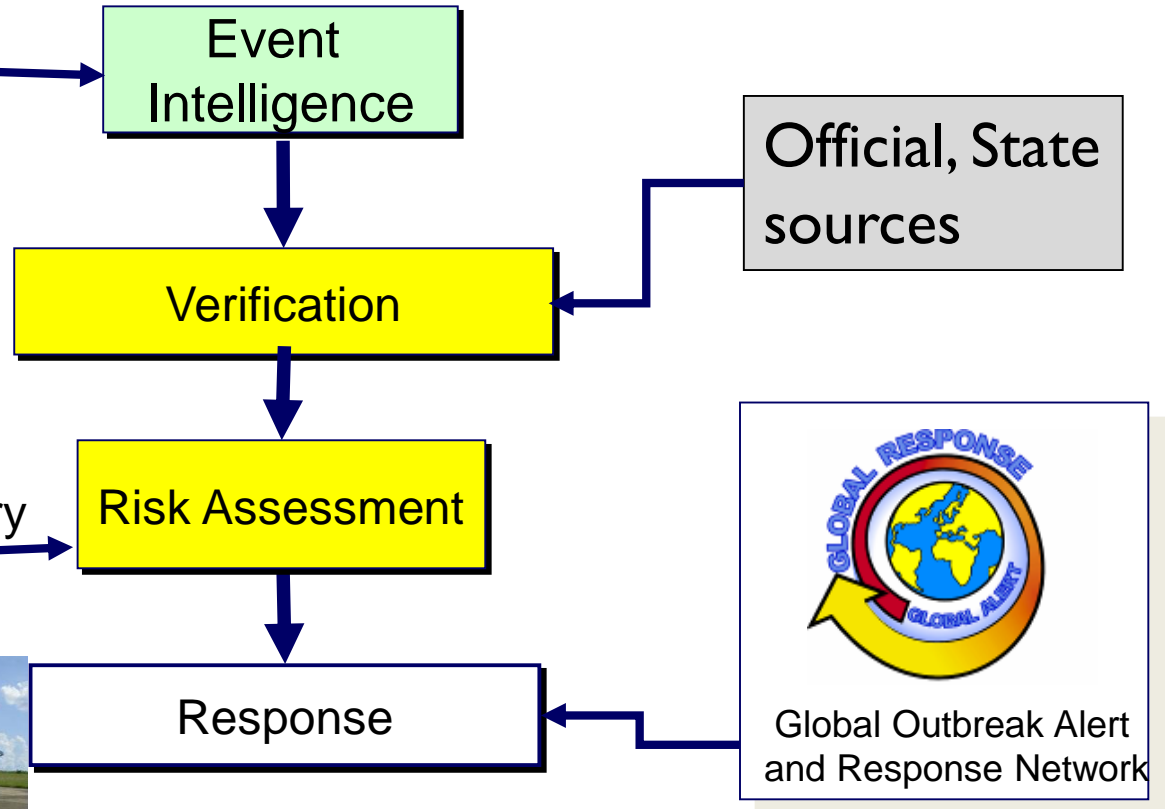 Event
Intelligence
Official, State
sources
Verification
ry
Risk Assessment
GLOBAL RESPONSE
GLOBAL ALERT
Response
Global Outbreak Alert
and Response Network